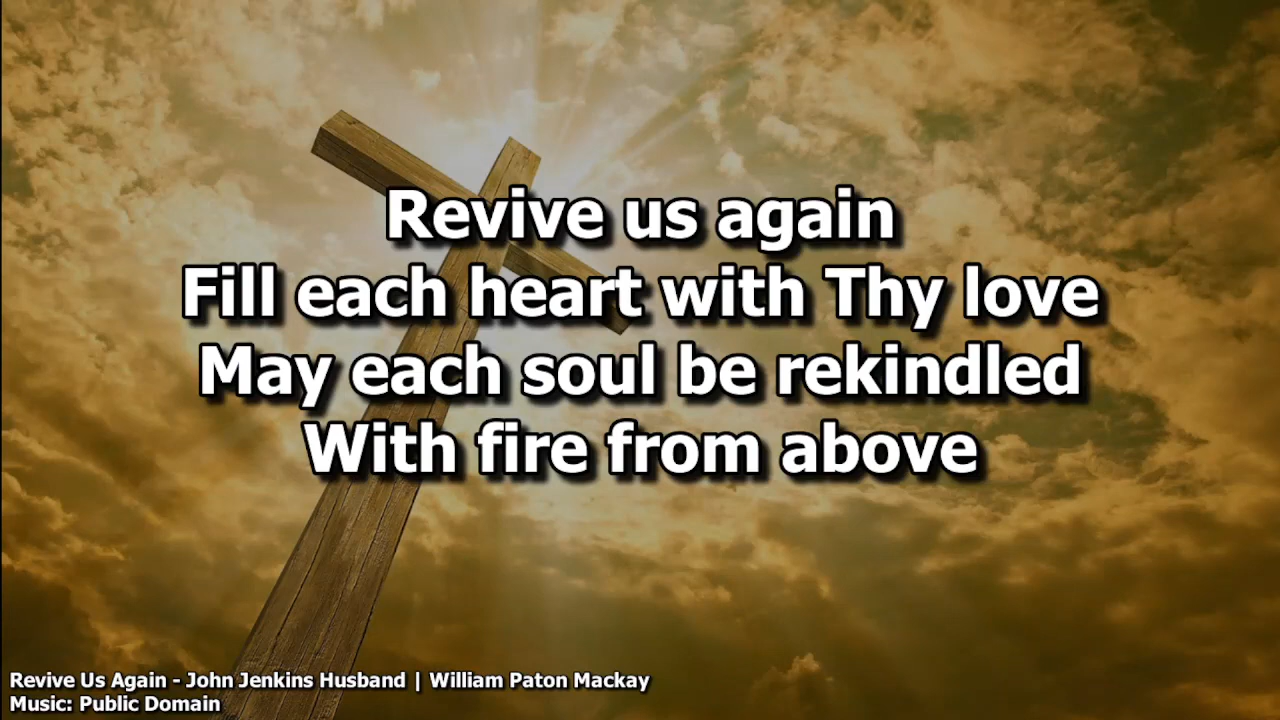 Revive us again
Fill each heart with Thy love
May each soul be rekindled
With fire from above
Revive Us Again - John Jenkins Husband | William Paton Mackay
Music: Public Domain